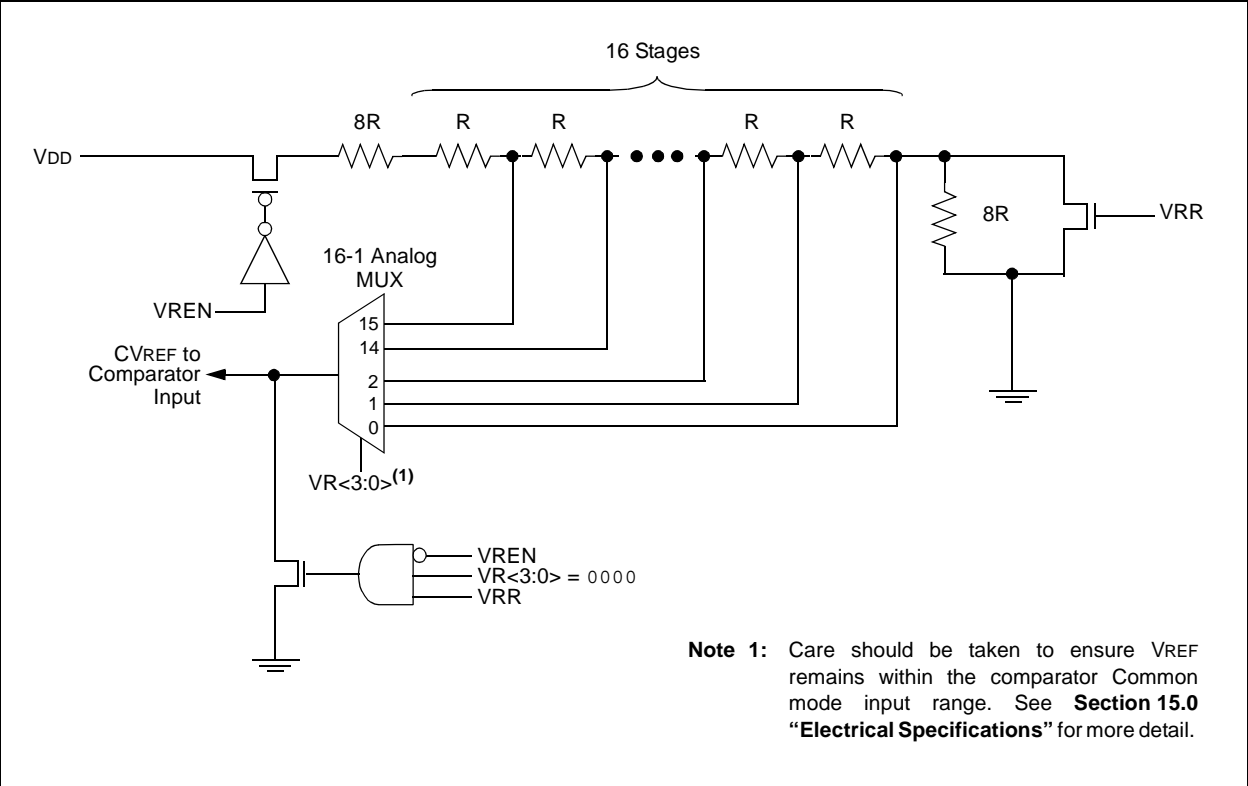 16 Stages
8R
R
R
R
R
VDD
8R
VRR
16-1 Analog
MUX
VREN
15
14
2
1
0
CVREF to
Comparator
Input
VR<3:0>(1)
VREN
VR<3:0> = 0000
VRR
Note 1: Care should be taken to ensure VREF
remains within the comparator Common
mode input range. See Section 15.0
“Electrical Specifications” for more detail.